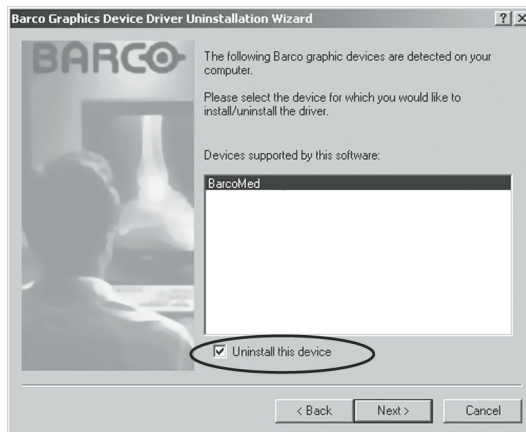 Barco Graphics Device Driver Uninstallation Wizard
BARCO
The following Barco graphic devices are detected on your
computer.
Please select the device for which you would like to
install/uninstall the driver.
Devices supported by this software:
BarcoMed
Uninstall this device
< Back
Next >
Cancel